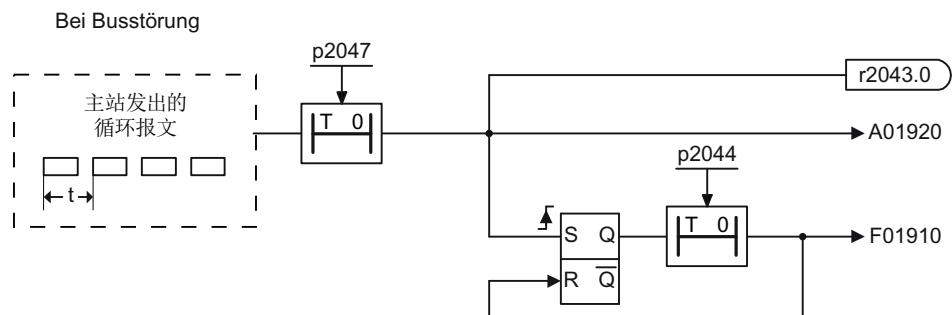 Bei Busstörung
p2047
r2043.0
主站发出的
循环报文
T 0
A01920
p2044
t
T 0
S Q
F01910
R Q̅